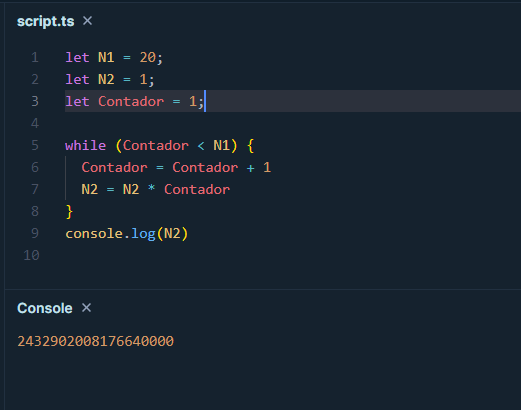 script.ts ×
1 let N1 = 20;
2 let N2 = 1;
3 let Contador = 1;
4
5 while (Contador < N1) {
6 Contador = Contador + 1
7 N2 = N2 * Contador
8 }
9 console.log(N2)
10
Console ×
2432902008176640000